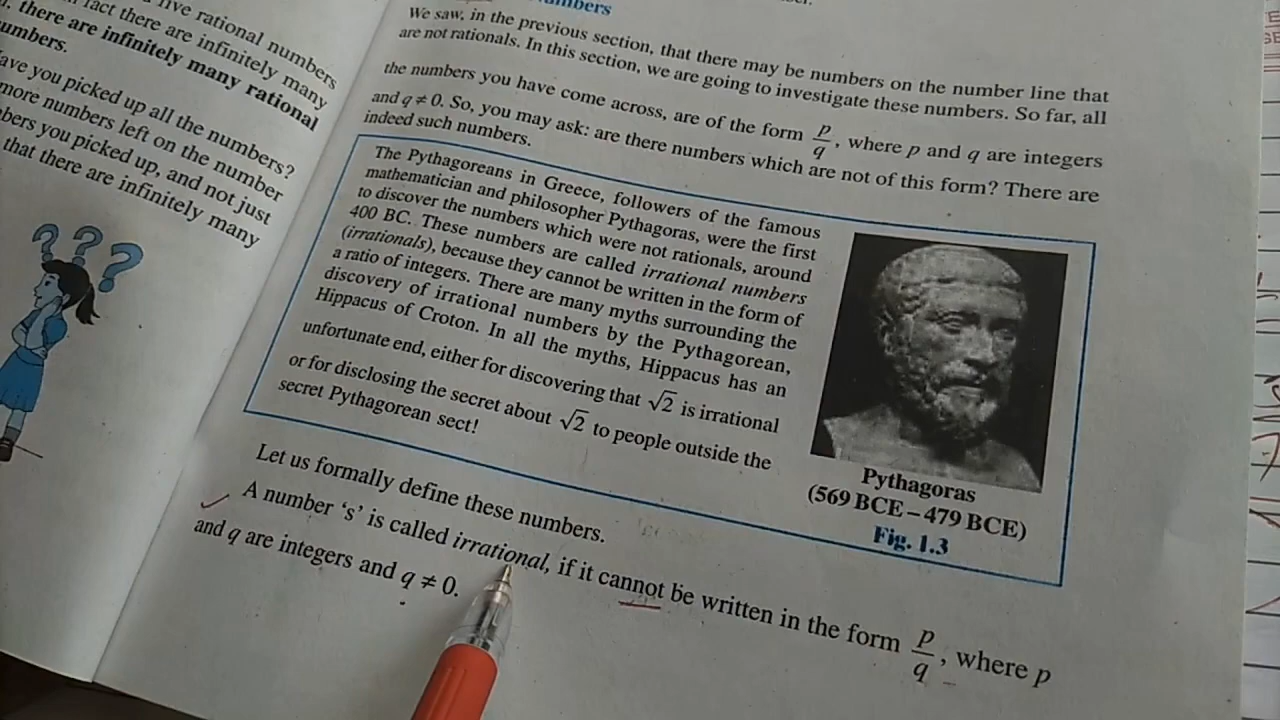 five rational numbers
fact there are infinitely many
there are infinitely many rational
umbers.
ave you picked up all the numbers?
more numbers left on the number
bers you picked up, and not just
that there are infinitely many
? ? ?
umbers
We saw, in the previous section, that there may be numbers on the number line that
are not rationals. In this section, we are going to investigate these numbers. So far, all
the numbers you have come across, are of the form p/q, where p and q are integers
and q ≠ 0. So, you may ask: are there numbers which are not of this form? There are
indeed such numbers.
The Pythagoreans in Greece, followers of the famous
mathematician and philosopher Pythagoras, were the first
to discover the numbers which were not rationals, around
400 BC. These numbers are called irrational numbers
(irrationals), because they cannot be written in the form of
a ratio of integers. There are many myths surrounding the
discovery of irrational numbers by the Pythagorean,
Hippacus of Croton. In all the myths, Hippacus has an
unfortunate end, either for discovering that √2 is irrational
or for disclosing the secret about √2 to people outside the
secret Pythagorean sect!
Pythagoras
(569 BCE – 479 BCE)
Fig. 1.3
Let us formally define these numbers.
A number ‘s’ is called irrational, if it cannot be written in the form p/q, where p
and q are integers and q ≠ 0.